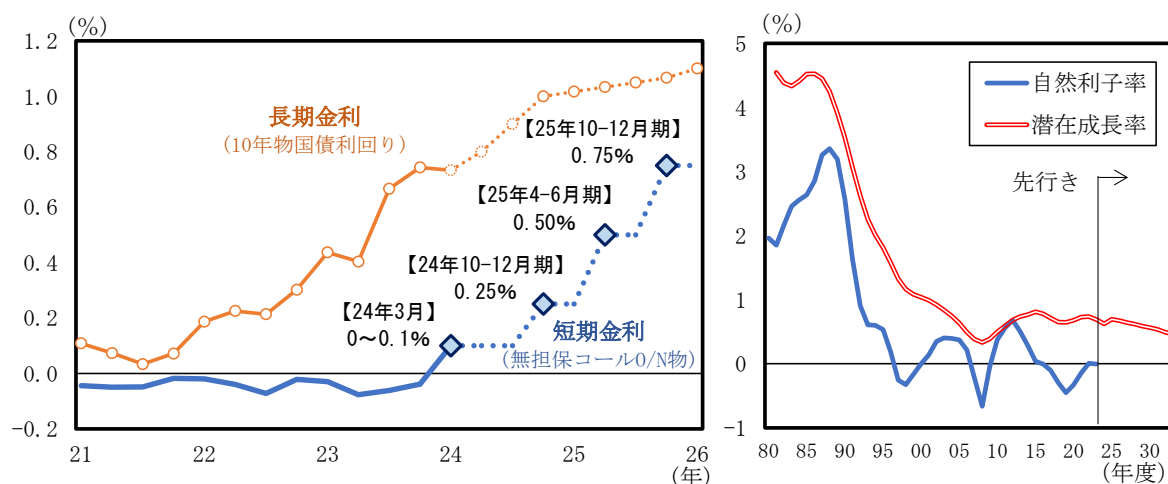 (%)
1.2
1.0
0.8
0.6
0.4
0.2
0.0
-0.2
長期金利
(10年物国債利回り)
【25年10-12月期】
0.75%
【25年4-6月期】
0.50%
【24年10-12月期】
0.25%
【24年3月】
0～0.1%
短期金利
(無担保コールO/N物)
21 22 23 24 25 26
(年)
(%)
5
4
3
2
1
0
-1
自然利子率
潜在成長率
先行き
80 85 90 95 00 05 10 15 20 25 30
(年度)